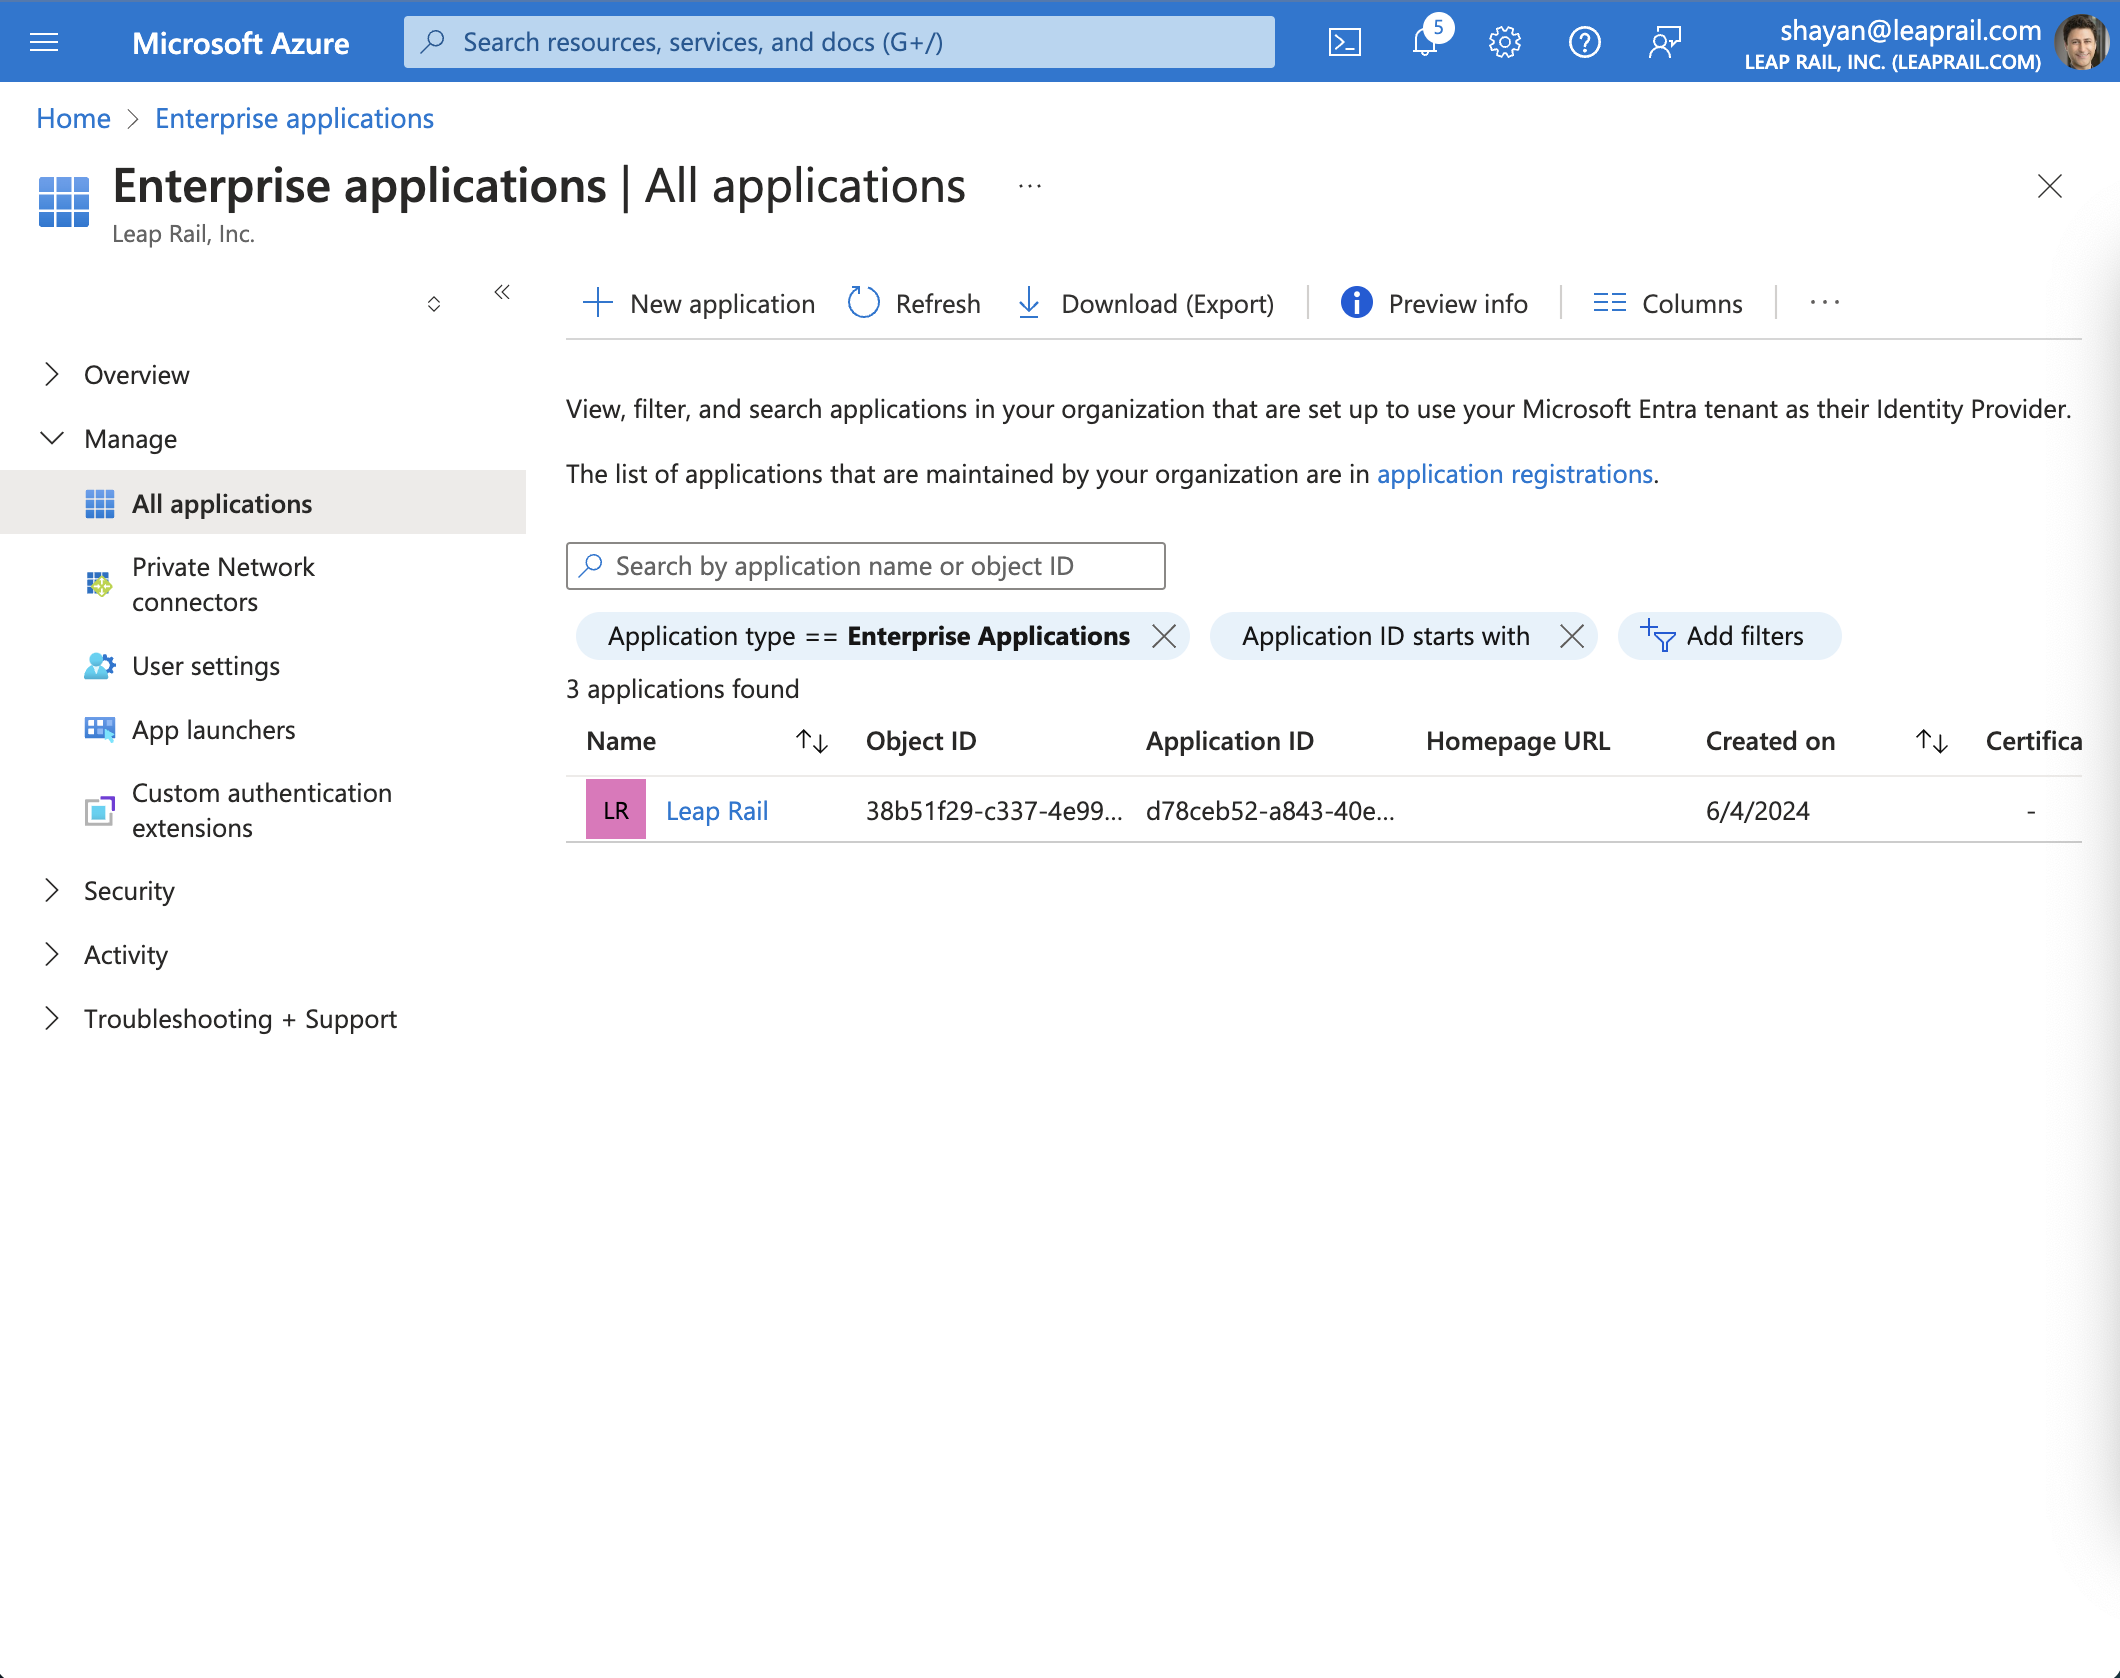 Microsoft Azure
Search resources, services, and docs (G+/)
5
shayan@leaprail.com
LEAP RAIL, INC. (LEAPRAIL.COM)
Home > Enterprise applications
Enterprise applications | All applications ...
Leap Rail, Inc.
New application
Refresh
Download (Export)
Preview info
Columns
...
Overview
Manage
All applications
Private Network
connectors
User settings
App launchers
Custom authentication
extensions
Security
Activity
Troubleshooting + Support
View, filter, and search applications in your organization that are set up to use your Microsoft Entra tenant as their Identity Provider.
The list of applications that are maintained by your organization are in application registrations.
Search by application name or object ID
Application type == Enterprise Applications
Application ID starts with
Add filters
3 applications found
Name Object ID Application ID Homepage URL Created on Certifica
LR Leap Rail 38b51f29-c337-4e99... d78ceb52-a843-40e... 6/4/2024 -